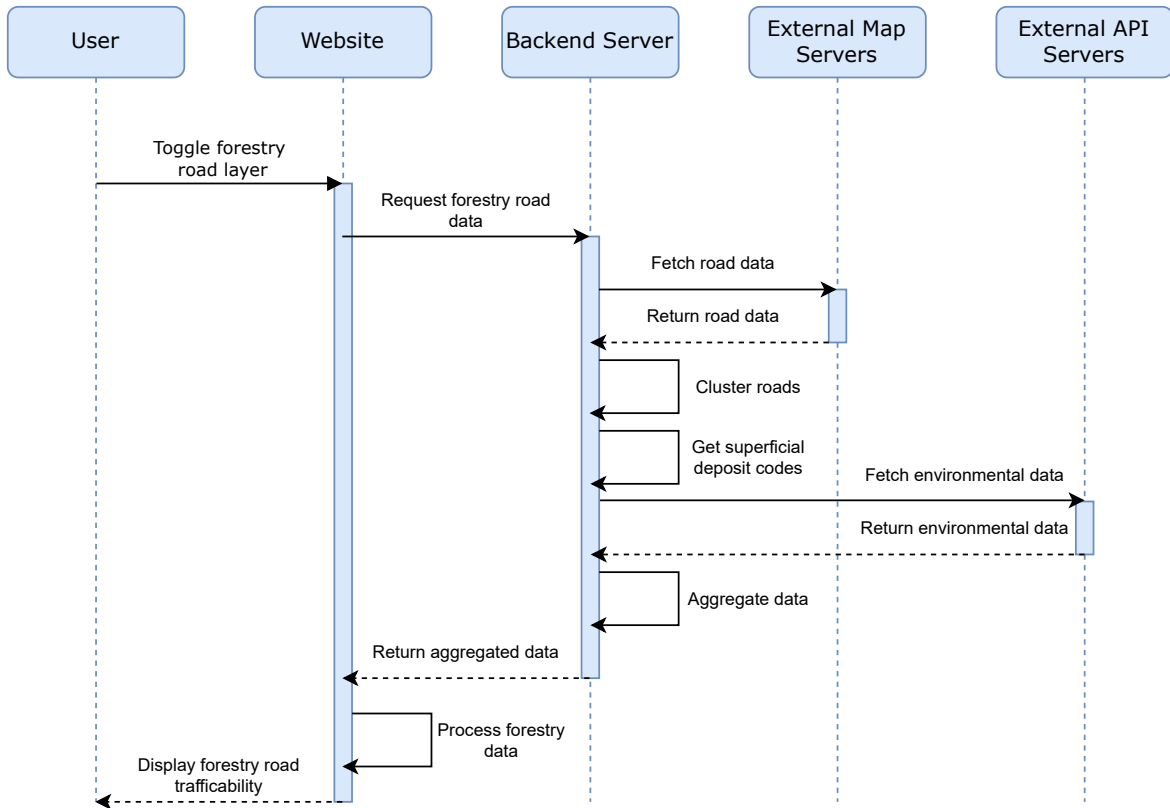 User
Website
Backend Server
External Map
Servers
External API
Servers
Toggle forestry
road layer
Request forestry road
data
Fetch road data
Return road data
Cluster roads
Get superficial
deposit codes
Fetch environmental data
Return environmental data
Aggregate data
Return aggregated data
Process forestry
data
Display forestry road
trafficability